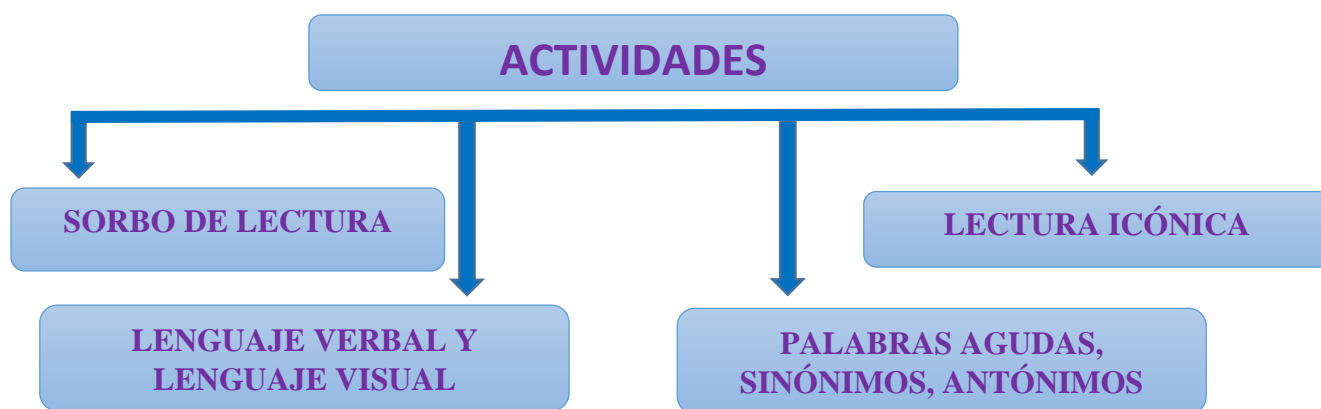 ACTIVIDADES
SORBO DE LECTURA
LECTURA ICÓNICA
LENGUAJE VERBAL Y
LENGUAJE VISUAL
PALABRAS AGUDAS,
SINÓNIMOS, ANTÓNIMOS